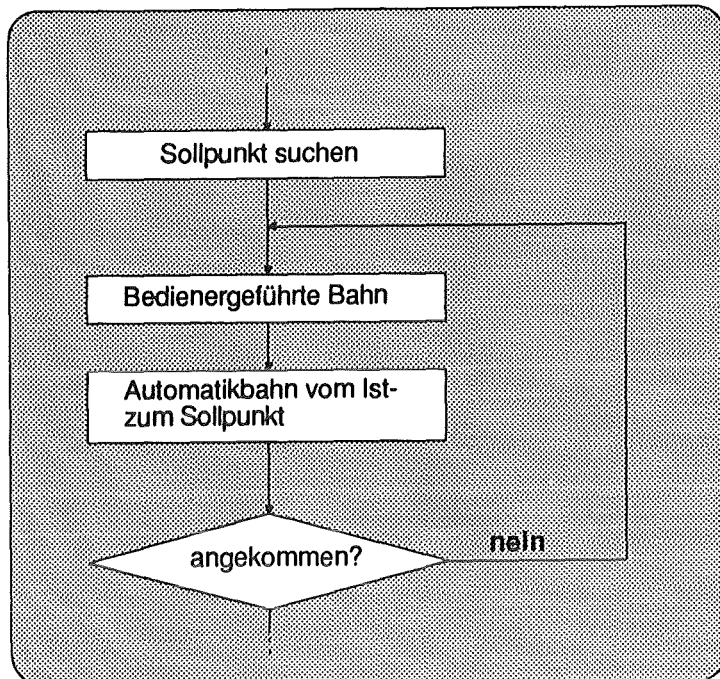 Sollpunkt suchen
Bedienergeführte Bahn
Automatikbahn vom Ist-
zum Sollpunkt
angekommen?
nein